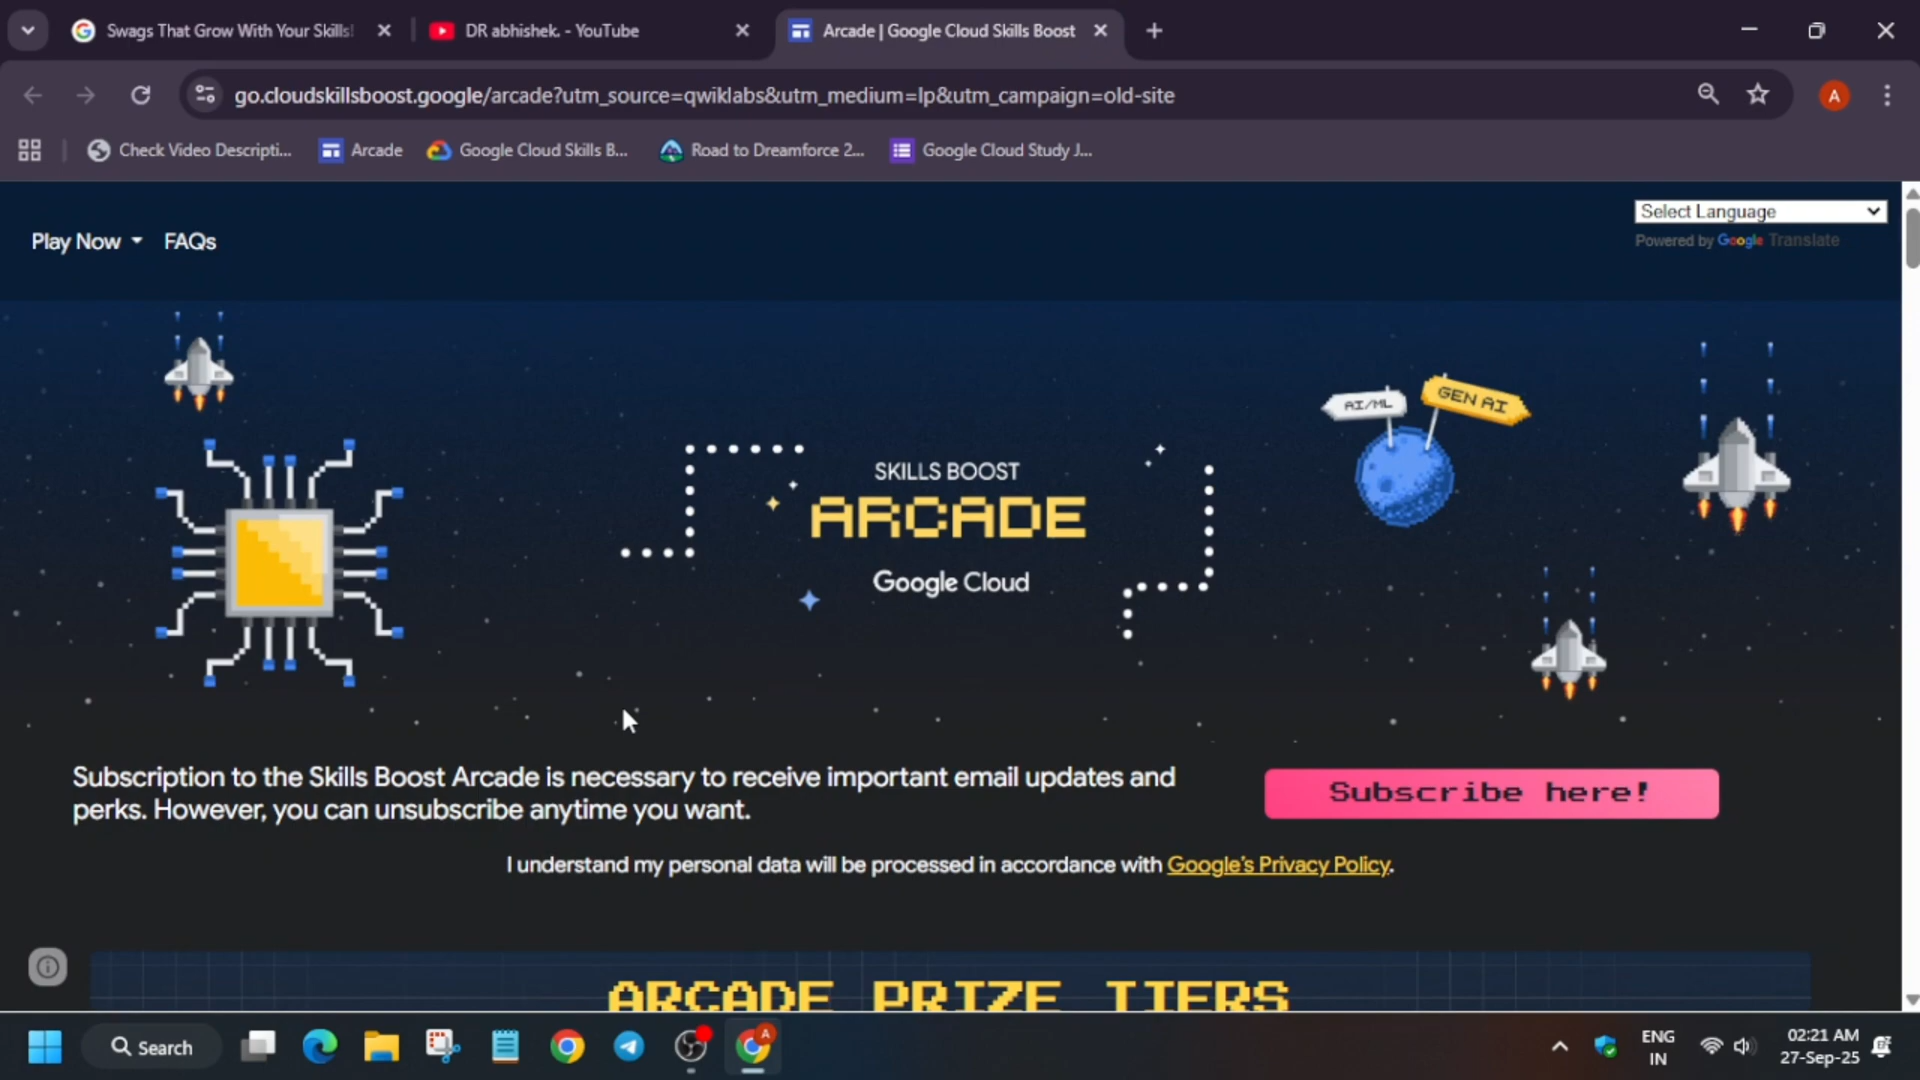 Swags That Grow With Your Skills!
DR abhishek. - YouTube
Arcade | Google Cloud Skills Boost
go.cloudskillsboost.google/arcade?utm_source=qwiklabs&utm_medium=lp&utm_campaign=old-site
A
Check Video Descripti...
Arcade
Google Cloud Skills B...
Road to Dreamforce 2...
Google Cloud Study J...
Play Now
FAQs
Select Language
Powered by Google Translate
AI/ML
GEN AI
SKILLS BOOST
ARCADE
Google Cloud
Subscription to the Skills Boost Arcade is necessary to receive important email updates and
perks. However, you can unsubscribe anytime you want.
Subscribe here!
I understand my personal data will be processed in accordance with Google's Privacy Policy.
ARCADE PRIZE TIERS
Search
A
ENG
IN
02:21 AM
27-Sep-25